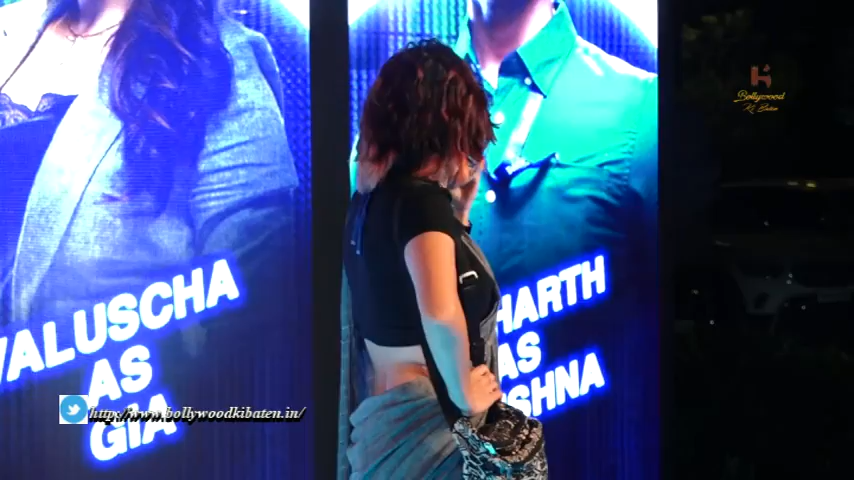 VALUSCHA
AS
GIA
HARTH
AS
SHNA
Bollywood
Ki Baten
http://www.bollywoodkibaten.in/